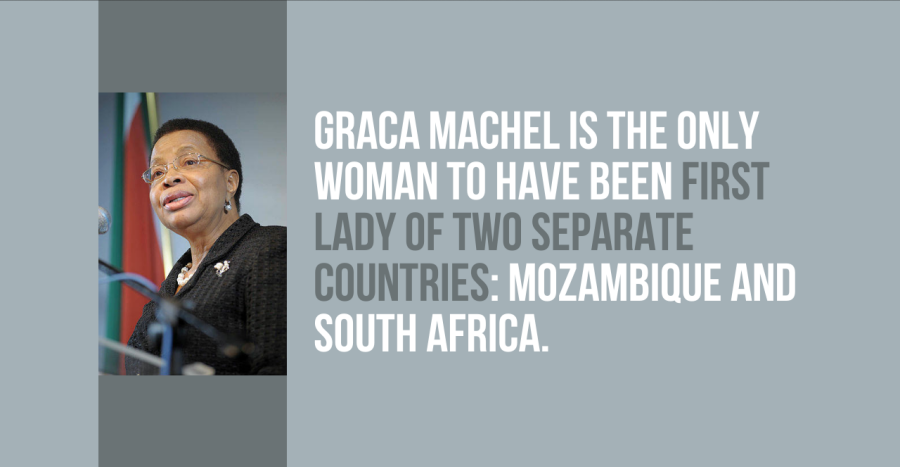 GRACA MACHEL IS THE ONLY
WOMAN TO HAVE BEEN FIRST
LADY OF TWO SEPARATE
COUNTRIES: MOZAMBIQUE AND
SOUTH AFRICA.